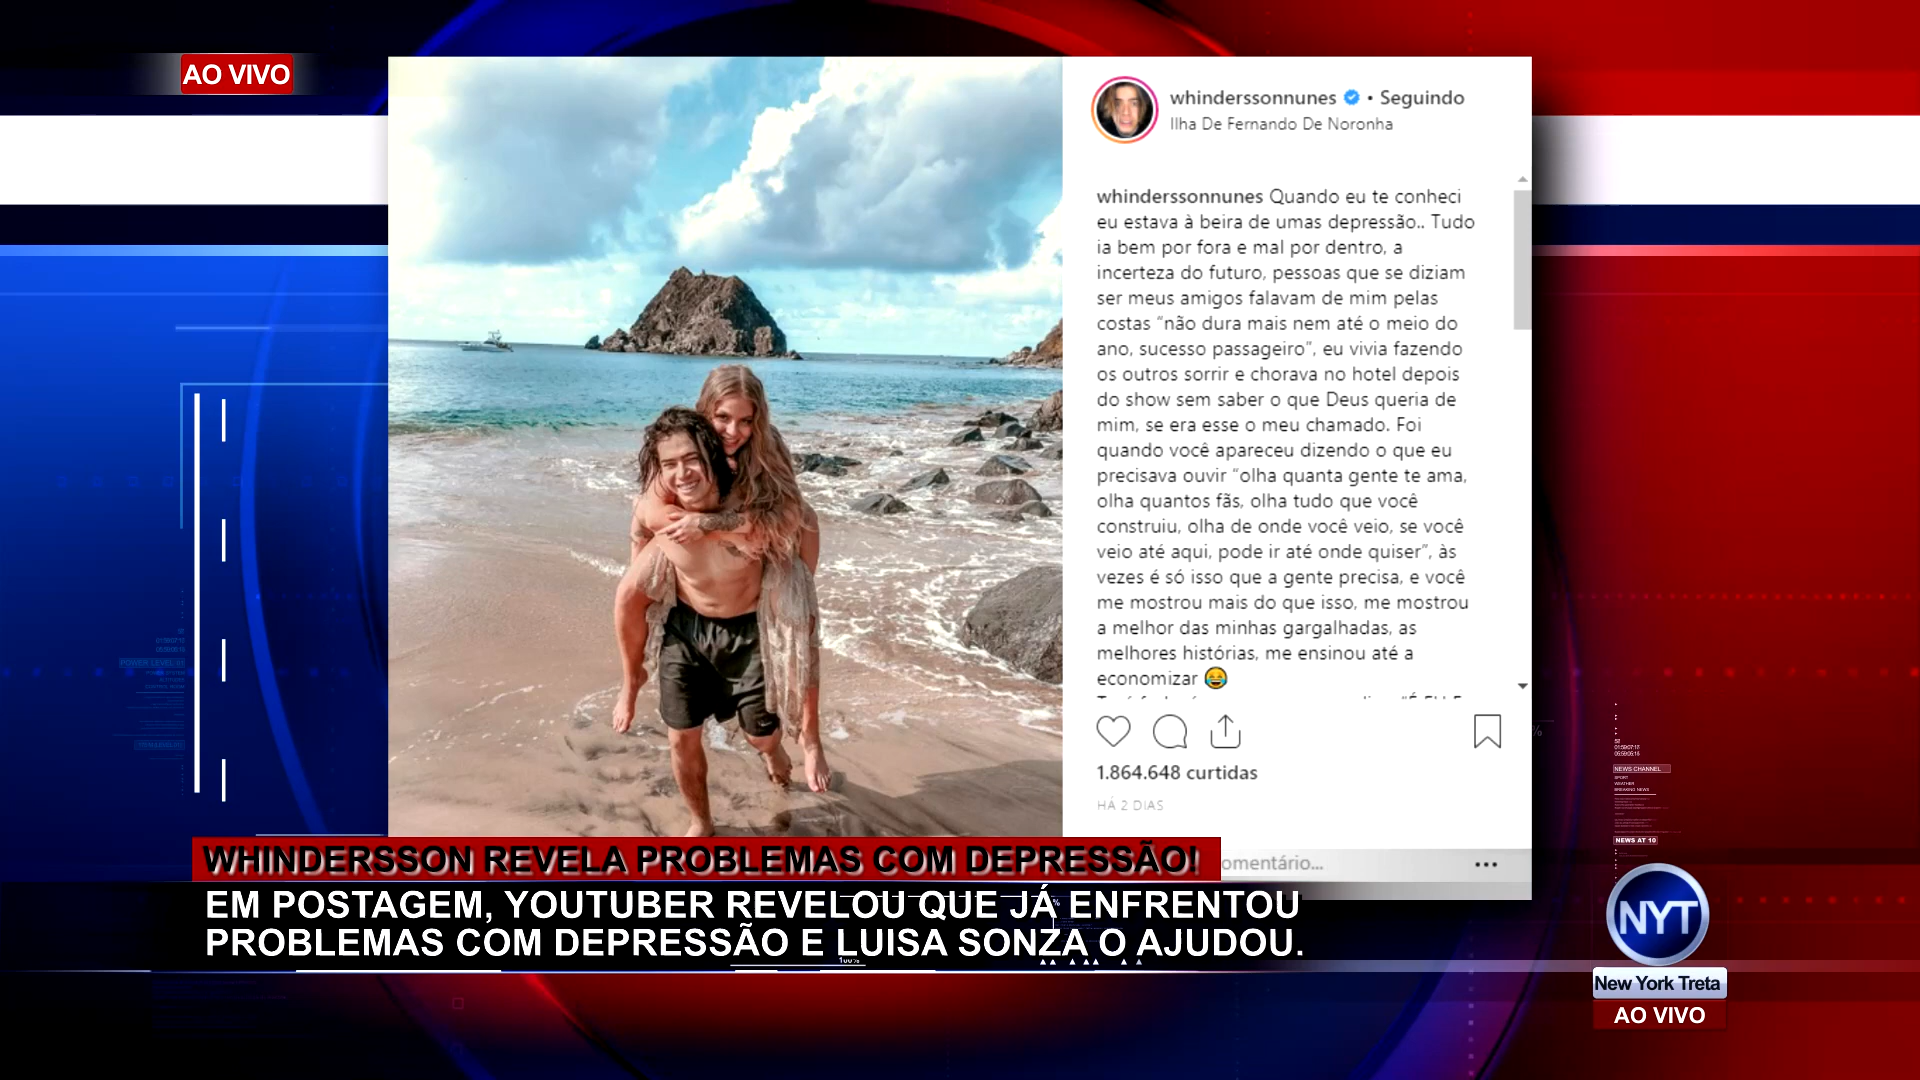 AO VIVO
whinderssonnunes • Seguindo
Ilha De Fernando De Noronha
whinderssonnunes Quando eu te conheci
eu estava à beira de umas depressão.. Tudo
ia bem por fora e mal por dentro, a
incerteza do futuro, pessoas que se diziam
ser meus amigos falavam de mim pelas
costas “não dura mais nem até o meio do
ano, sucesso passageiro”, eu vivia fazendo
os outros sorrir e chorava no hotel depois
do show sem saber o que Deus queria de
mim, se era esse o meu chamado. Foi
quando você apareceu dizendo o que eu
precisava ouvir “olha quanta gente te ama,
olha quantos fãs, olha tudo que você
construiu, olha de onde você veio, se você
veio até aqui, pode ir até onde quiser”, às
vezes é só isso que a gente precisa, e você
me mostrou mais do que isso, me mostrou
a melhor das minhas gargalhadas, as
melhores histórias, me ensinou até a
economizar 😂
1.864.648 curtidas
HÁ 2 DIAS
omentário...
WHINDERSSON REVELA PROBLEMAS COM DEPRESSÃO!
EM POSTAGEM, YOUTUBER REVELOU QUE JÁ ENFRENTOU
PROBLEMAS COM DEPRESSÃO E LUISA SONZA O AJUDOU.
NEWS CHANNEL
SPORT
WEATHER
BREAKING NEWS
NEWS AT 10
NYT
New York Treta
AO VIVO